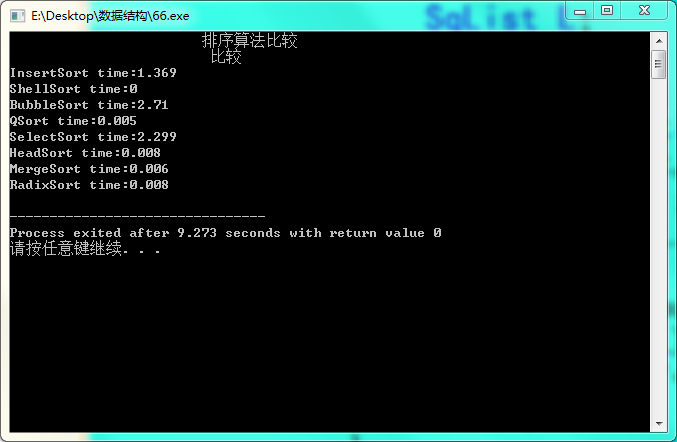 E:\Desktop\数据结构\66.exe
SqList L;
排序算法比较
比较
InsertSort time:1.369
ShellSort time:0
BubbleSort time:2.71
QSort time:0.005
SelectSort time:2.299
HeadSort time:0.008
MergeSort time:0.006
RadixSort time:0.008
--------------------------------
Process exited after 9.273 seconds with return value 0
请按任意键继续. . .